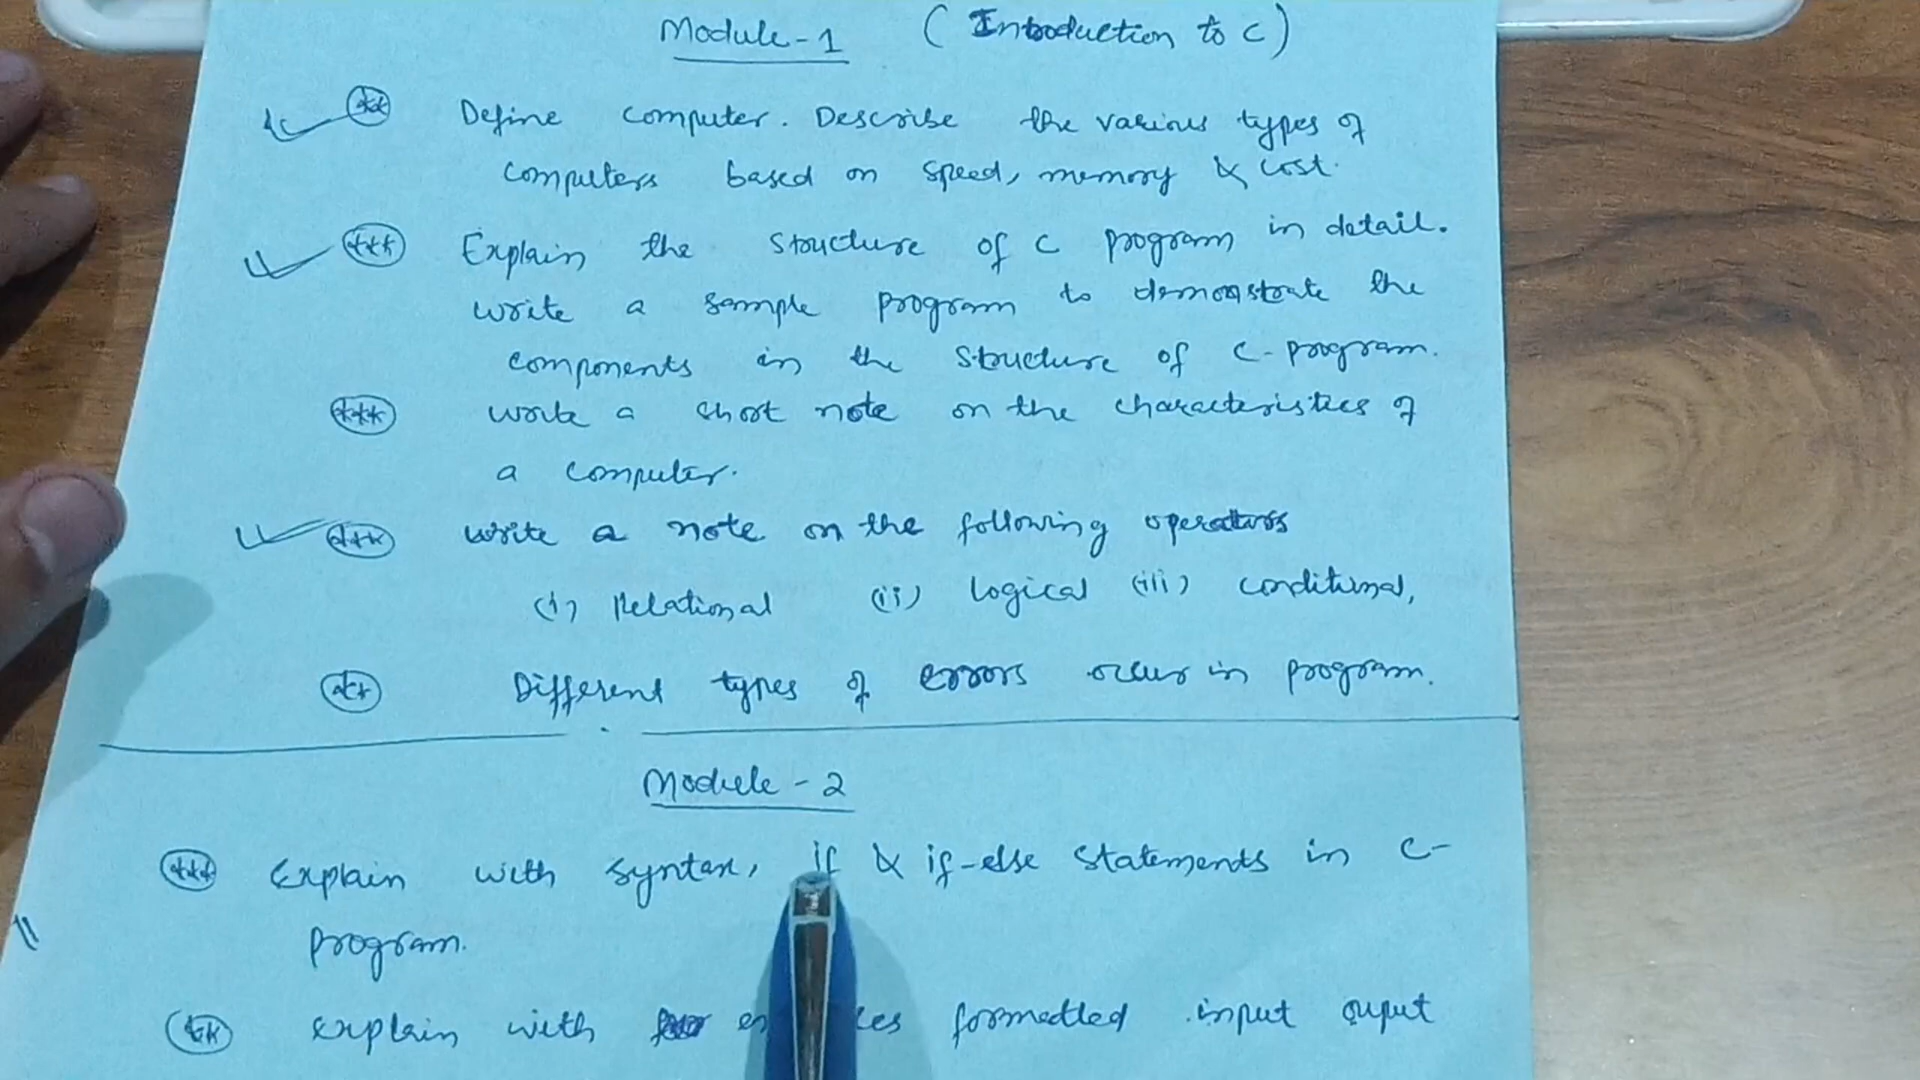 Module-1 (Introduction to C)
** Define computer. Describe the various types of
computers based on speed, memory & cost.
*** Explain the structure of C program in detail.
write a sample program to demonstrate the
components in the structure of C-program.
*** write a short note on the characteristics of
a computer.
*** write a note on the following operators
(i) Relational (ii) logical (iii) conditional,
** Different types of errors occur in program.
Module-2
*** Explain with syntax, if & if-else statements in C-
program.
** explain with formatted input ouput